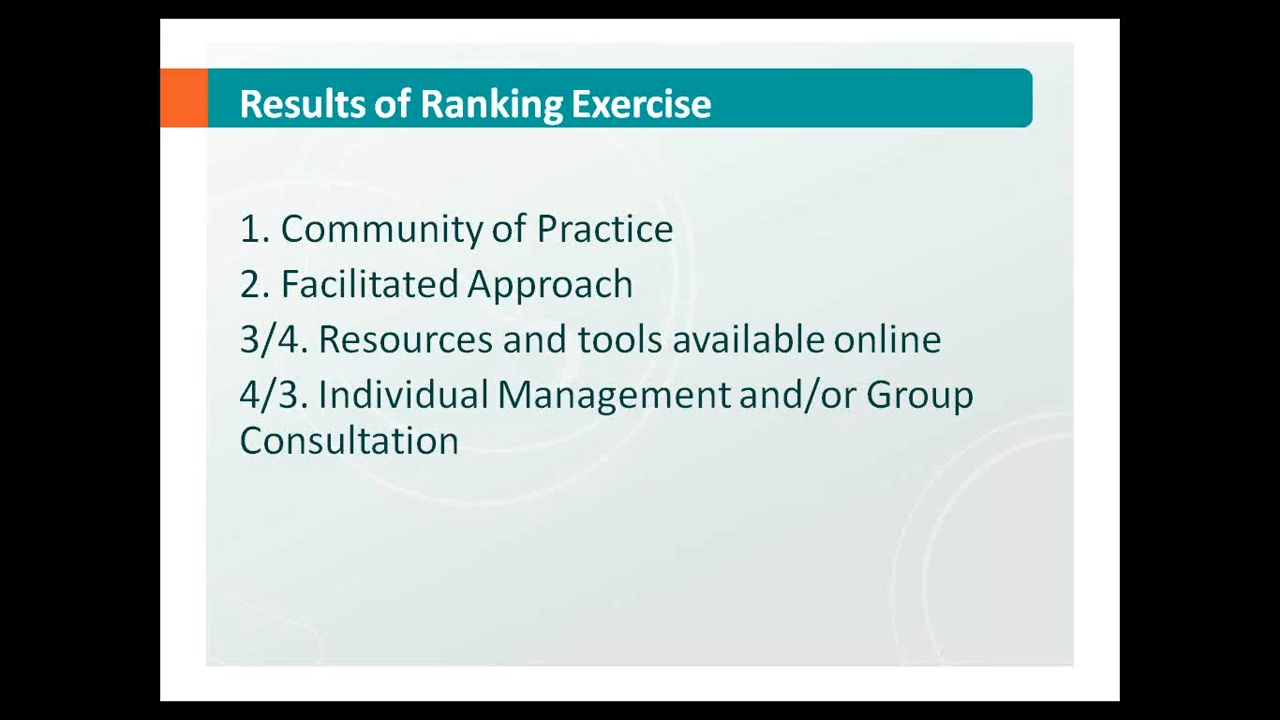 Results of Ranking Exercise
1. Community of Practice
2. Facilitated Approach
3/4. Resources and tools available online
4/3. Individual Management and/or Group
Consultation